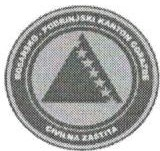 BOSANSKO - PODRINJSKI KANTON GORAŽDE
CIVILNA ZAŠTITA